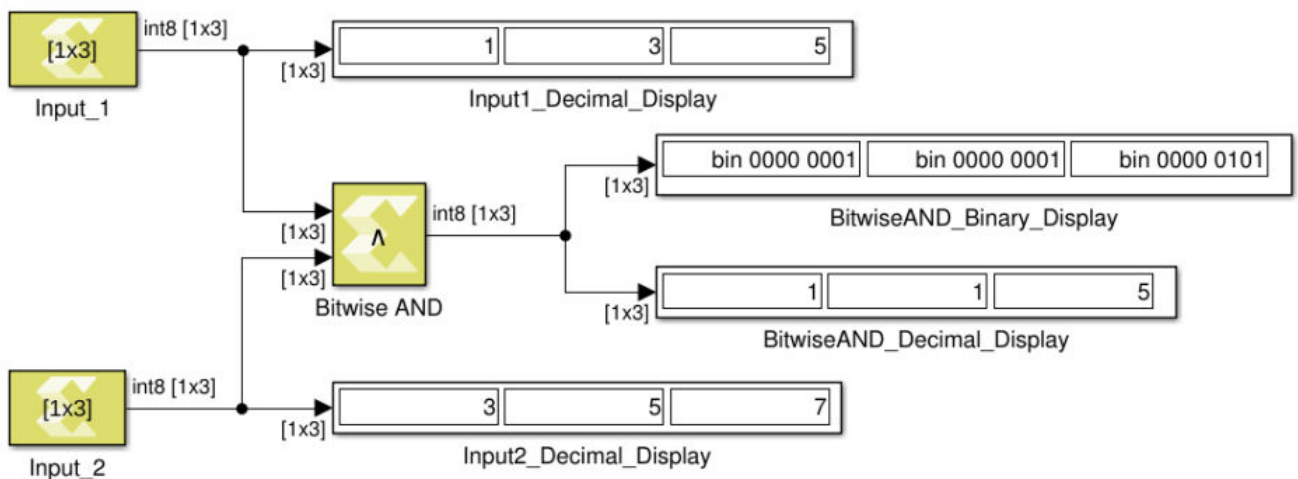 int8 [1x3]
[1x3]
1 3 5
[1x3]
Input_1
Input1_Decimal_Display
bin 0000 0001 bin 0000 0001 bin 0000 0101
[1x3]
BitwiseAND_Binary_Display
int8 [1x3]
[1x3]
∧
[1x3]
Bitwise AND
1 1 5
[1x3]
BitwiseAND_Decimal_Display
int8 [1x3]
[1x3]
3 5 7
[1x3]
Input_2
Input2_Decimal_Display